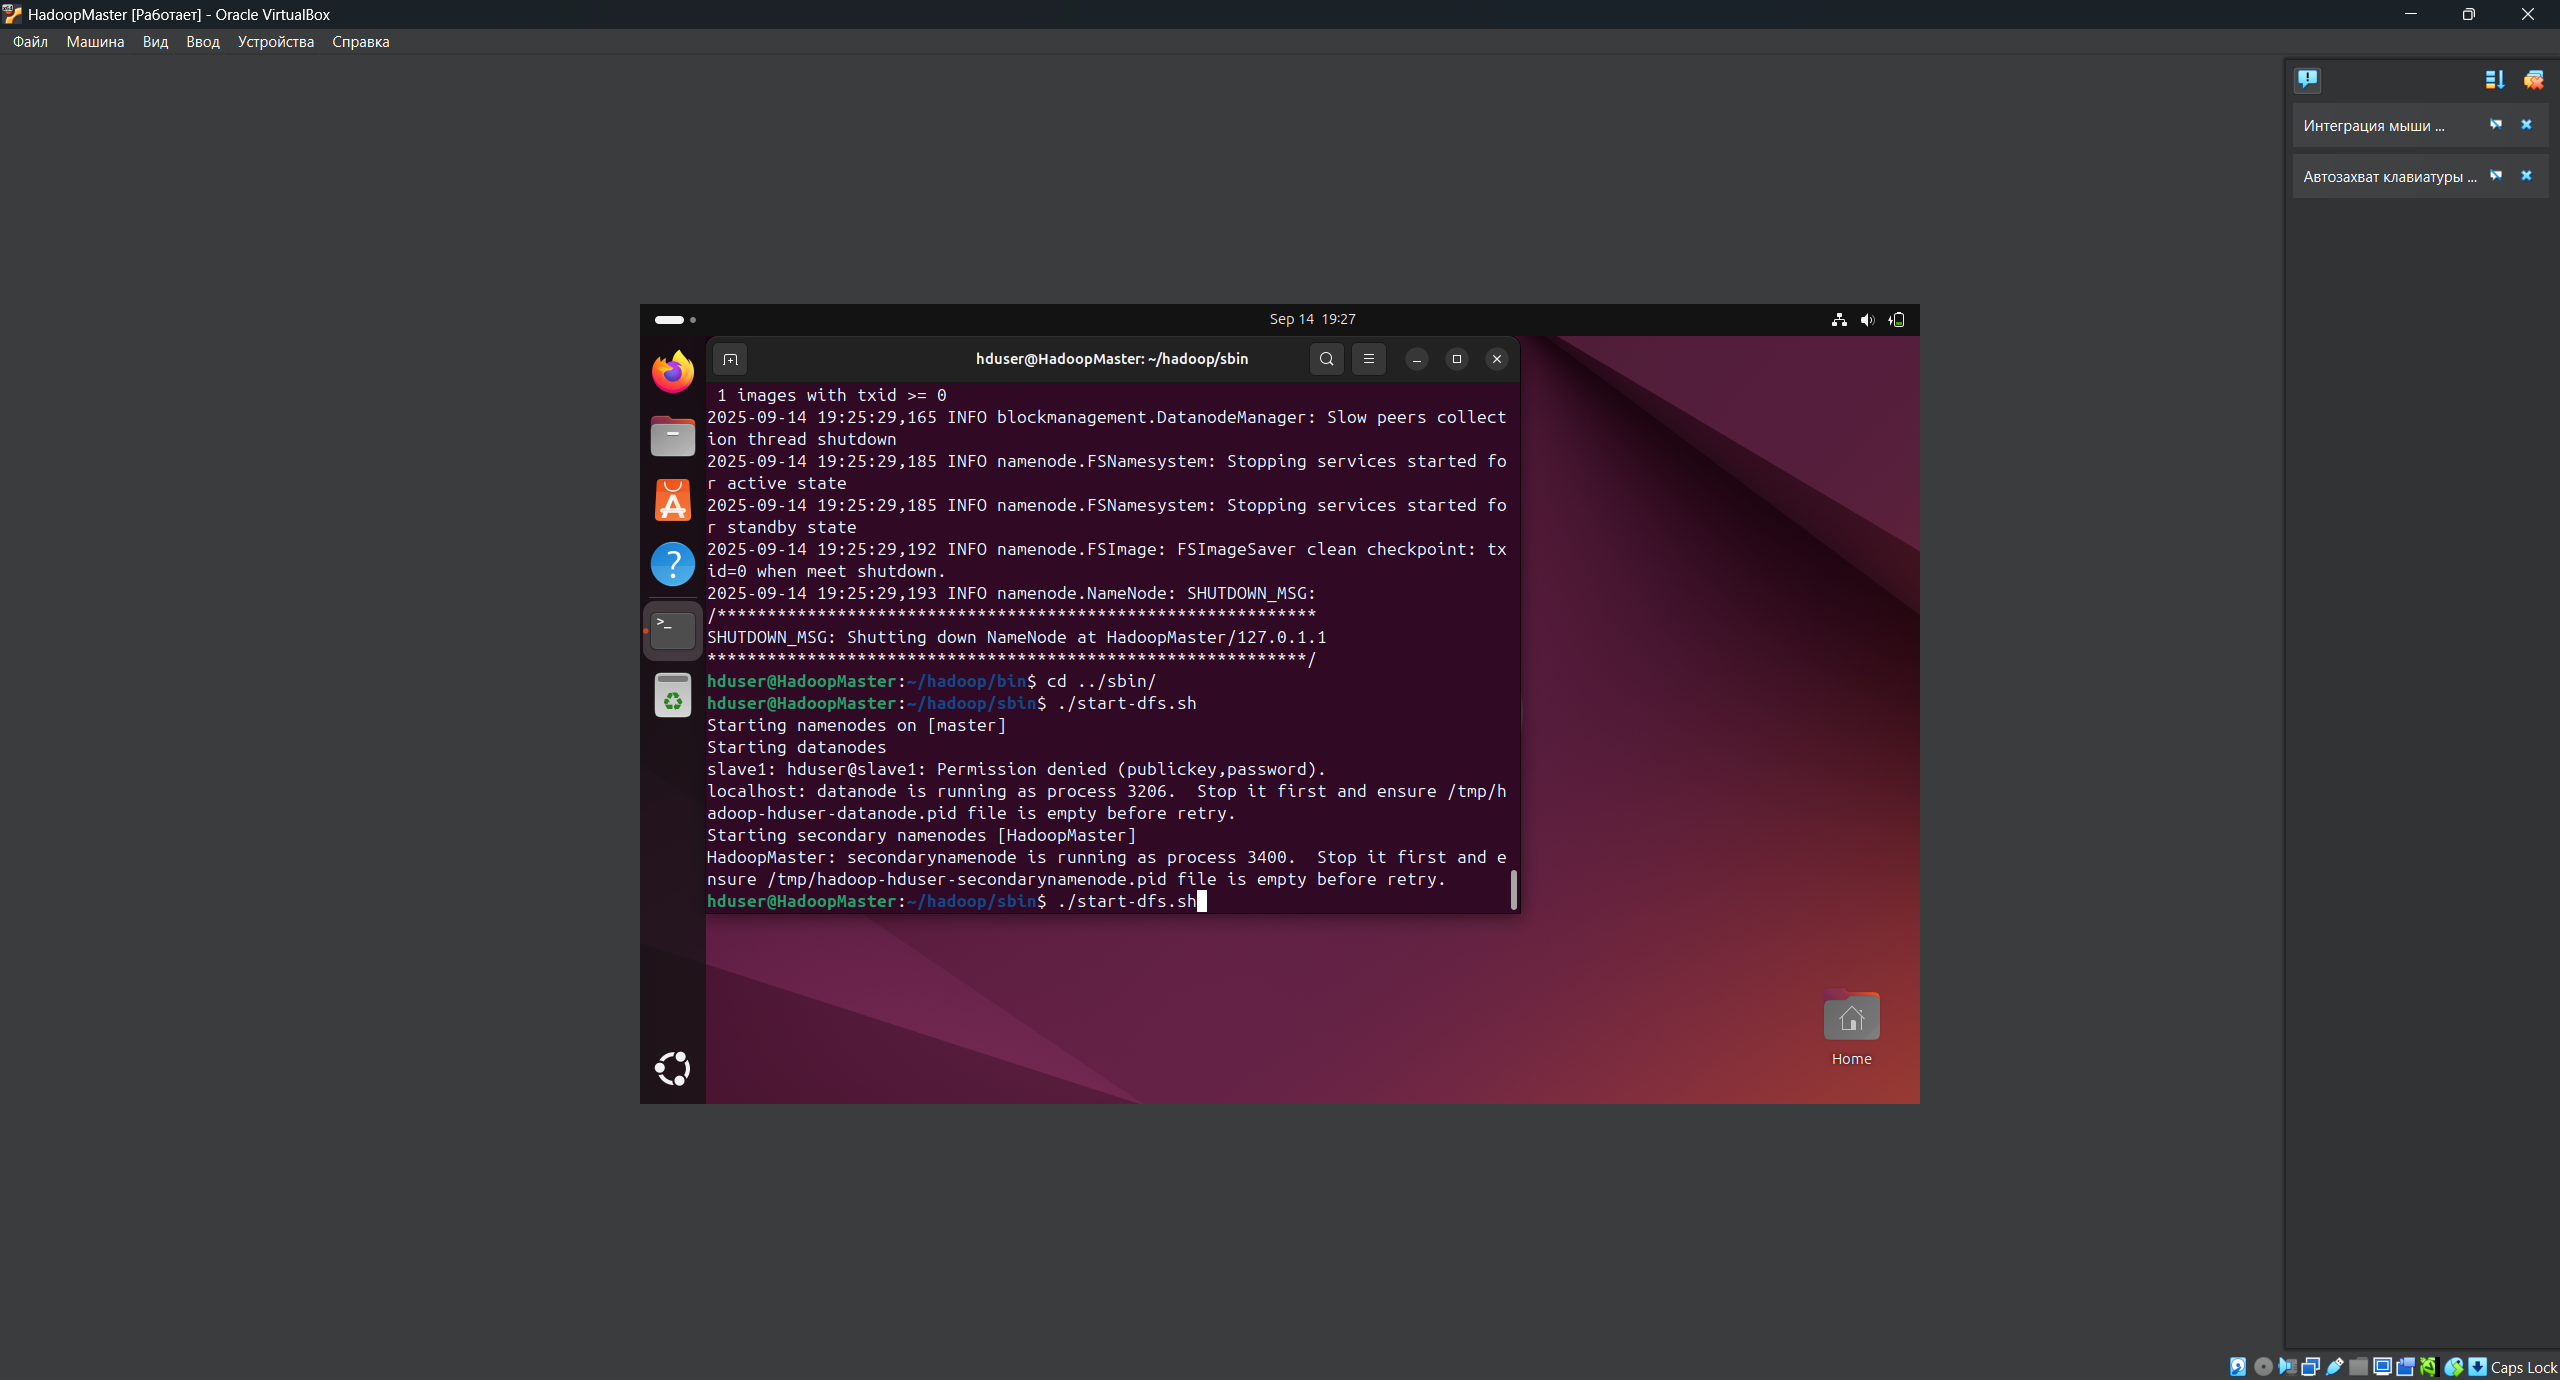 HadoopMaster [Работает] - Oracle VirtualBox
Файл Машина Вид Ввод Устройства Справка
Интеграция мыши ...
Автозахват клавиатуры ...
Sep 14 19:27
hduser@HadoopMaster: ~/hadoop/sbin
1 images with txid >= 0
2025-09-14 19:25:29,165 INFO blockmanagement.DatanodeManager: Slow peers collect
ion thread shutdown
2025-09-14 19:25:29,185 INFO namenode.FSNamesystem: Stopping services started fo
r active state
2025-09-14 19:25:29,185 INFO namenode.FSNamesystem: Stopping services started fo
r standby state
2025-09-14 19:25:29,192 INFO namenode.FSImage: FSImageSaver clean checkpoint: tx
id=0 when meet shutdown.
2025-09-14 19:25:29,193 INFO namenode.NameNode: SHUTDOWN_MSG:
/************************************************************
SHUTDOWN_MSG: Shutting down NameNode at HadoopMaster/127.0.1.1
************************************************************/
hduser@HadoopMaster:~/hadoop/bin$ cd ../sbin/
hduser@HadoopMaster:~/hadoop/sbin$ ./start-dfs.sh
Starting namenodes on [master]
Starting datanodes
slave1: hduser@slave1: Permission denied (publickey,password).
localhost: datanode is running as process 3206.  Stop it first and ensure /tmp/h
adoop-hduser-datanode.pid file is empty before retry.
Starting secondary namenodes [HadoopMaster]
HadoopMaster: secondarynamenode is running as process 3400.  Stop it first and e
nsure /tmp/hadoop-hduser-secondarynamenode.pid file is empty before retry.
hduser@HadoopMaster:~/hadoop/sbin$ ./start-dfs.sh
Home
Caps Lock